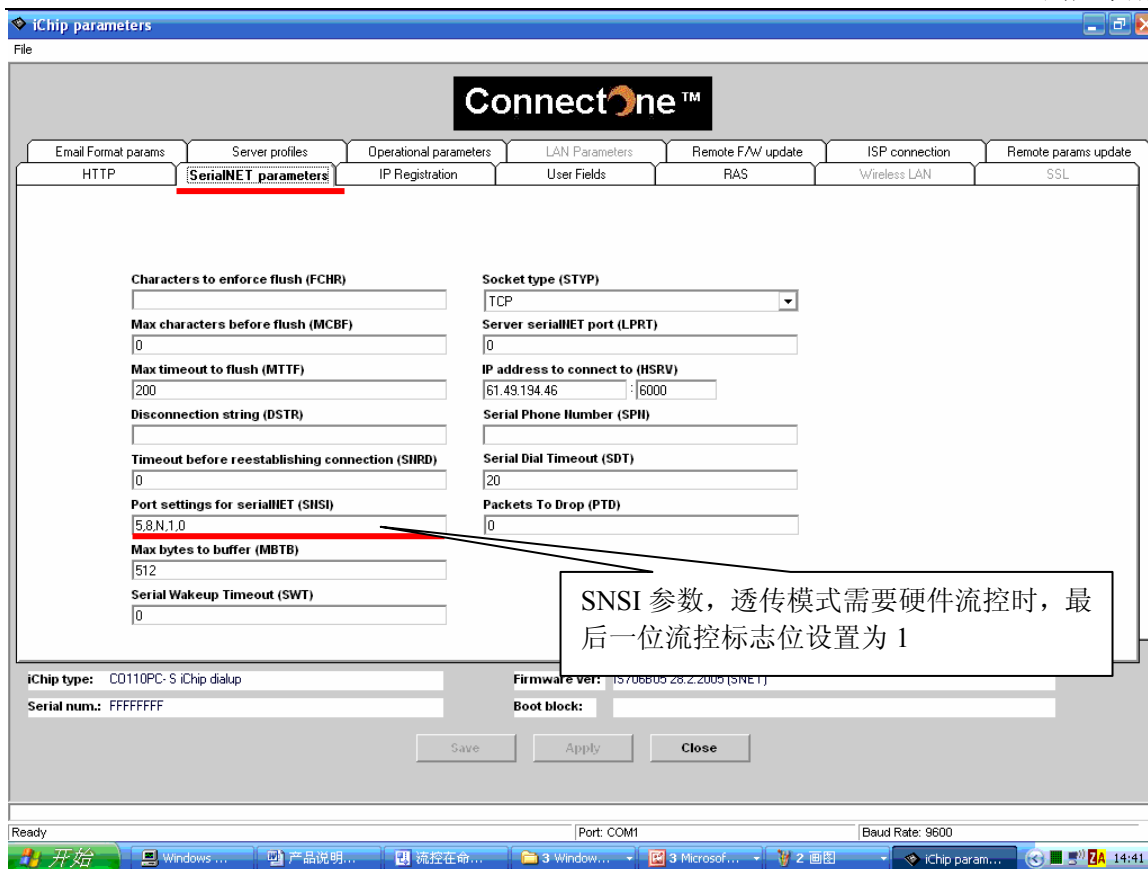 iChip parameters
File
ConnectOne™
Email Format params
Server profiles
Operational parameters
LAN Parameters
Remote F/W update
ISP connection
Remote params update
HTTP
SerialNET parameters
IP Registration
User Fields
RAS
Wireless LAN
SSL
Characters to enforce flush (FCHR)
Socket type (STYP)
TCP
Max characters before flush (MCBF)
Server serialNET port (LPRT)
0
0
Max timeout to flush (MTTF)
IP address to connect to (HSRV)
200
61.49.194.46 : 6000
Disconnection string (DSTR)
Serial Phone Number (SPN)
Timeout before reestablishing connection (SNRD)
Serial Dial Timeout (SDT)
0
20
Port settings for serialNET (SNSI)
Packets To Drop (PTD)
5,8,N,1,0
0
Max bytes to buffer (MBTB)
512
Serial Wakeup Timeout (SWT)
0
SNSI 参数，透传模式需要硬件流控时，最
后一位流控标志位设置为 1
iChip type: CO110PC- S iChip dialup
Firmware Ver: IS706B05 28.2.2005 (SNET)
Serial num.: FFFFFFFF
Boot block:
Save
Apply
Close
Ready
Port: COM1
Baud Rate: 9600
开始
Windows ...
产品说明...
流控在命...
3 Window...
3 Microsof...
2 画图
iChip param...
ZA
14:41